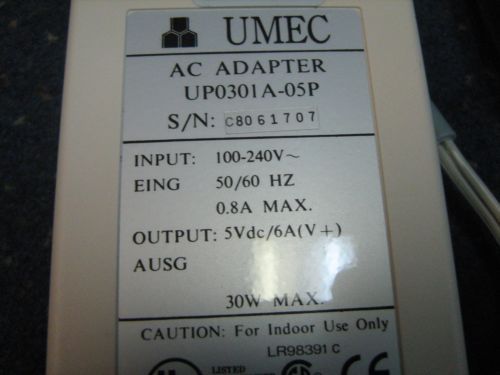 UMEC
AC ADAPTER
UP0301A-05P
S/N: C8061707
INPUT: 100-240V~
EING 50/60 HZ
0.8A MAX.
OUTPUT: 5Vdc/6A(V+)
AUSG
30W MAX.
CAUTION: For Indoor Use Only
LR98391 C
LISTED